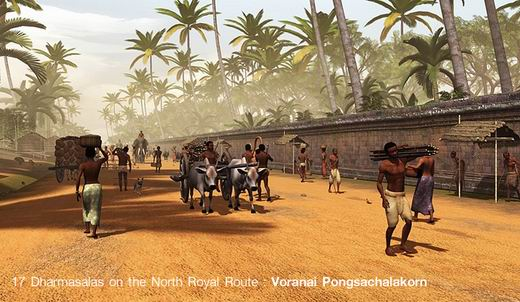 17 Dharmasalas on the North Royal Route : Voranai Pongsachalakorn